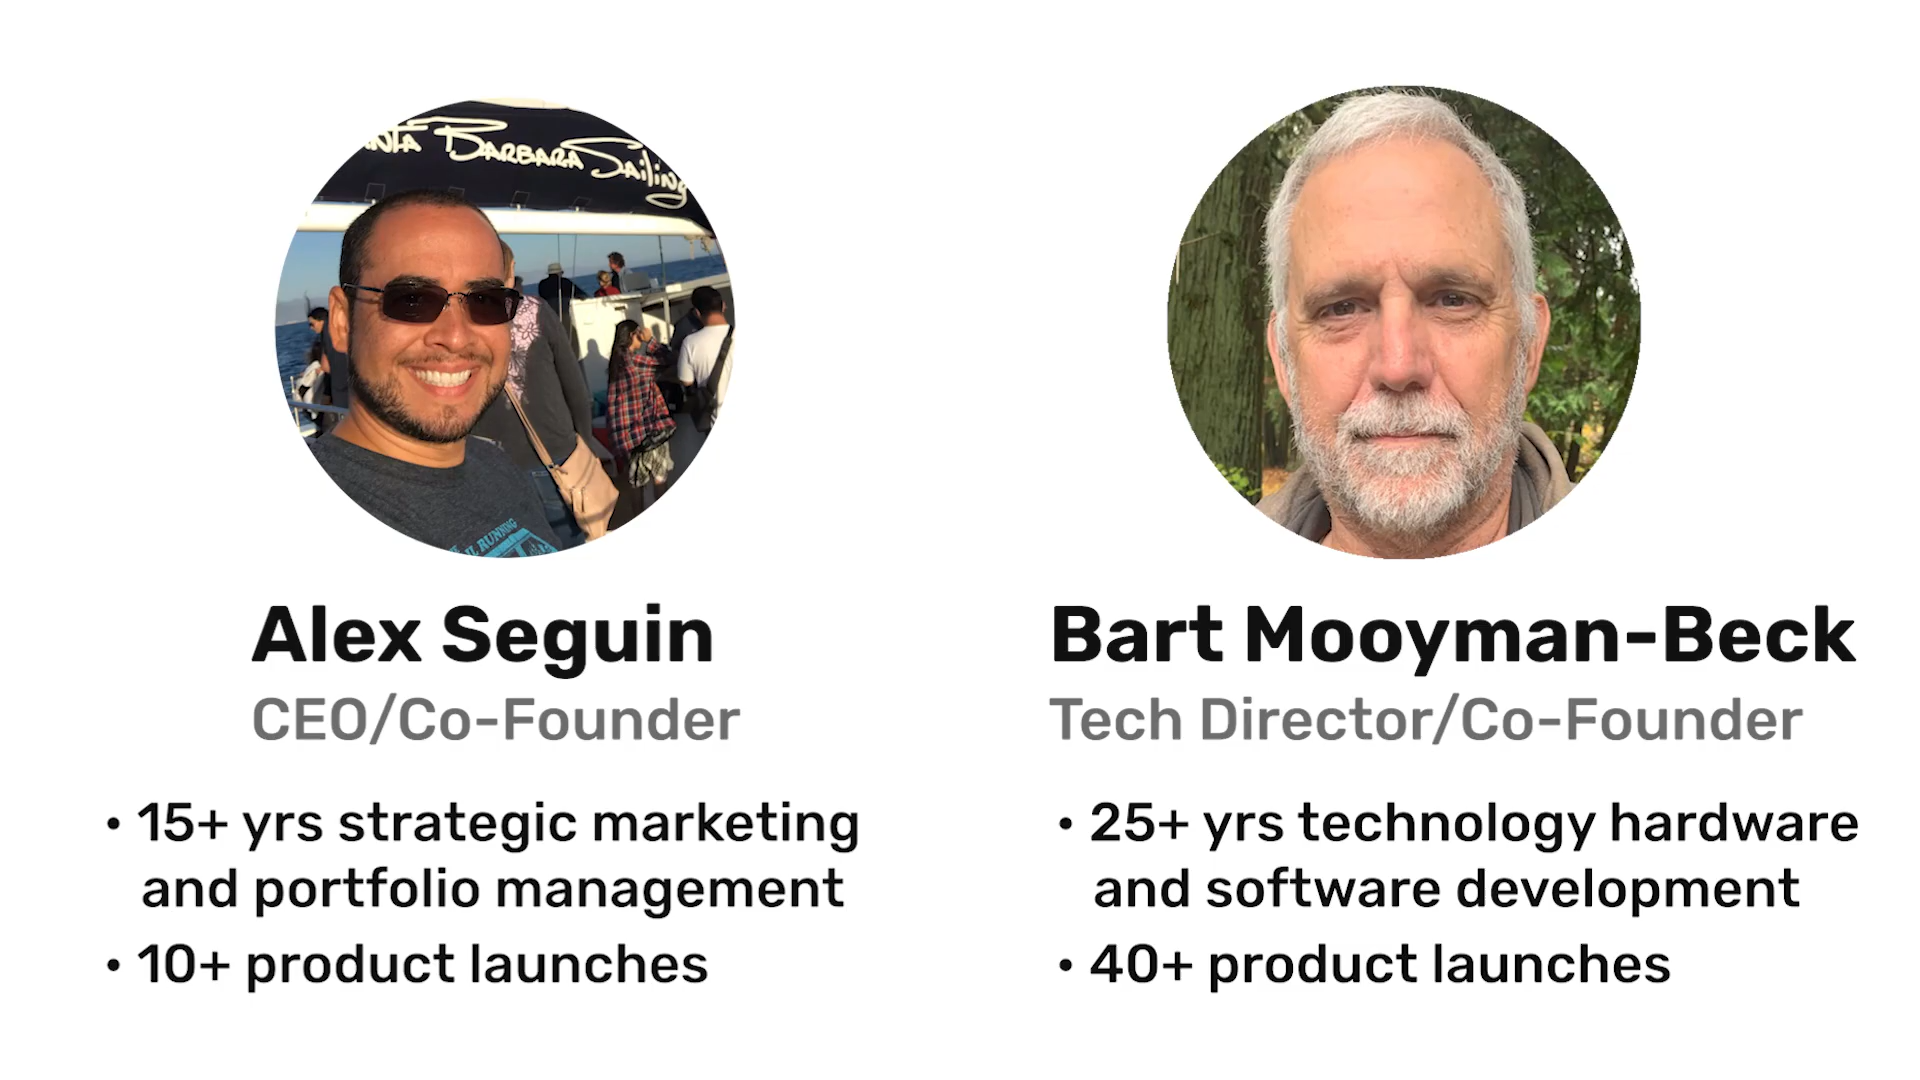 Barbara Sailing
Alex Seguin
CEO/Co-Founder
• 15+ yrs strategic marketing
and portfolio management
• 10+ product launches
Bart Mooyman-Beck
Tech Director/Co-Founder
• 25+ yrs technology hardware
and software development
• 40+ product launches